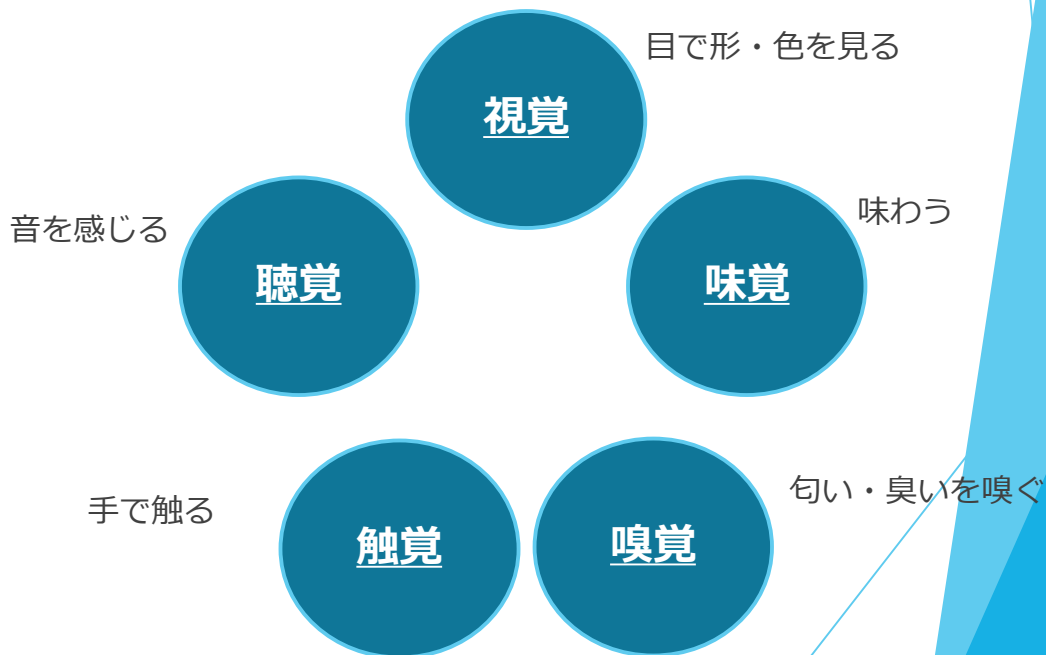 目で形・色を見る
視覚
味わう
音を感じる
聴覚
味覚
匂い・臭いを嗅ぐ
手で触る
触覚
嗅覚